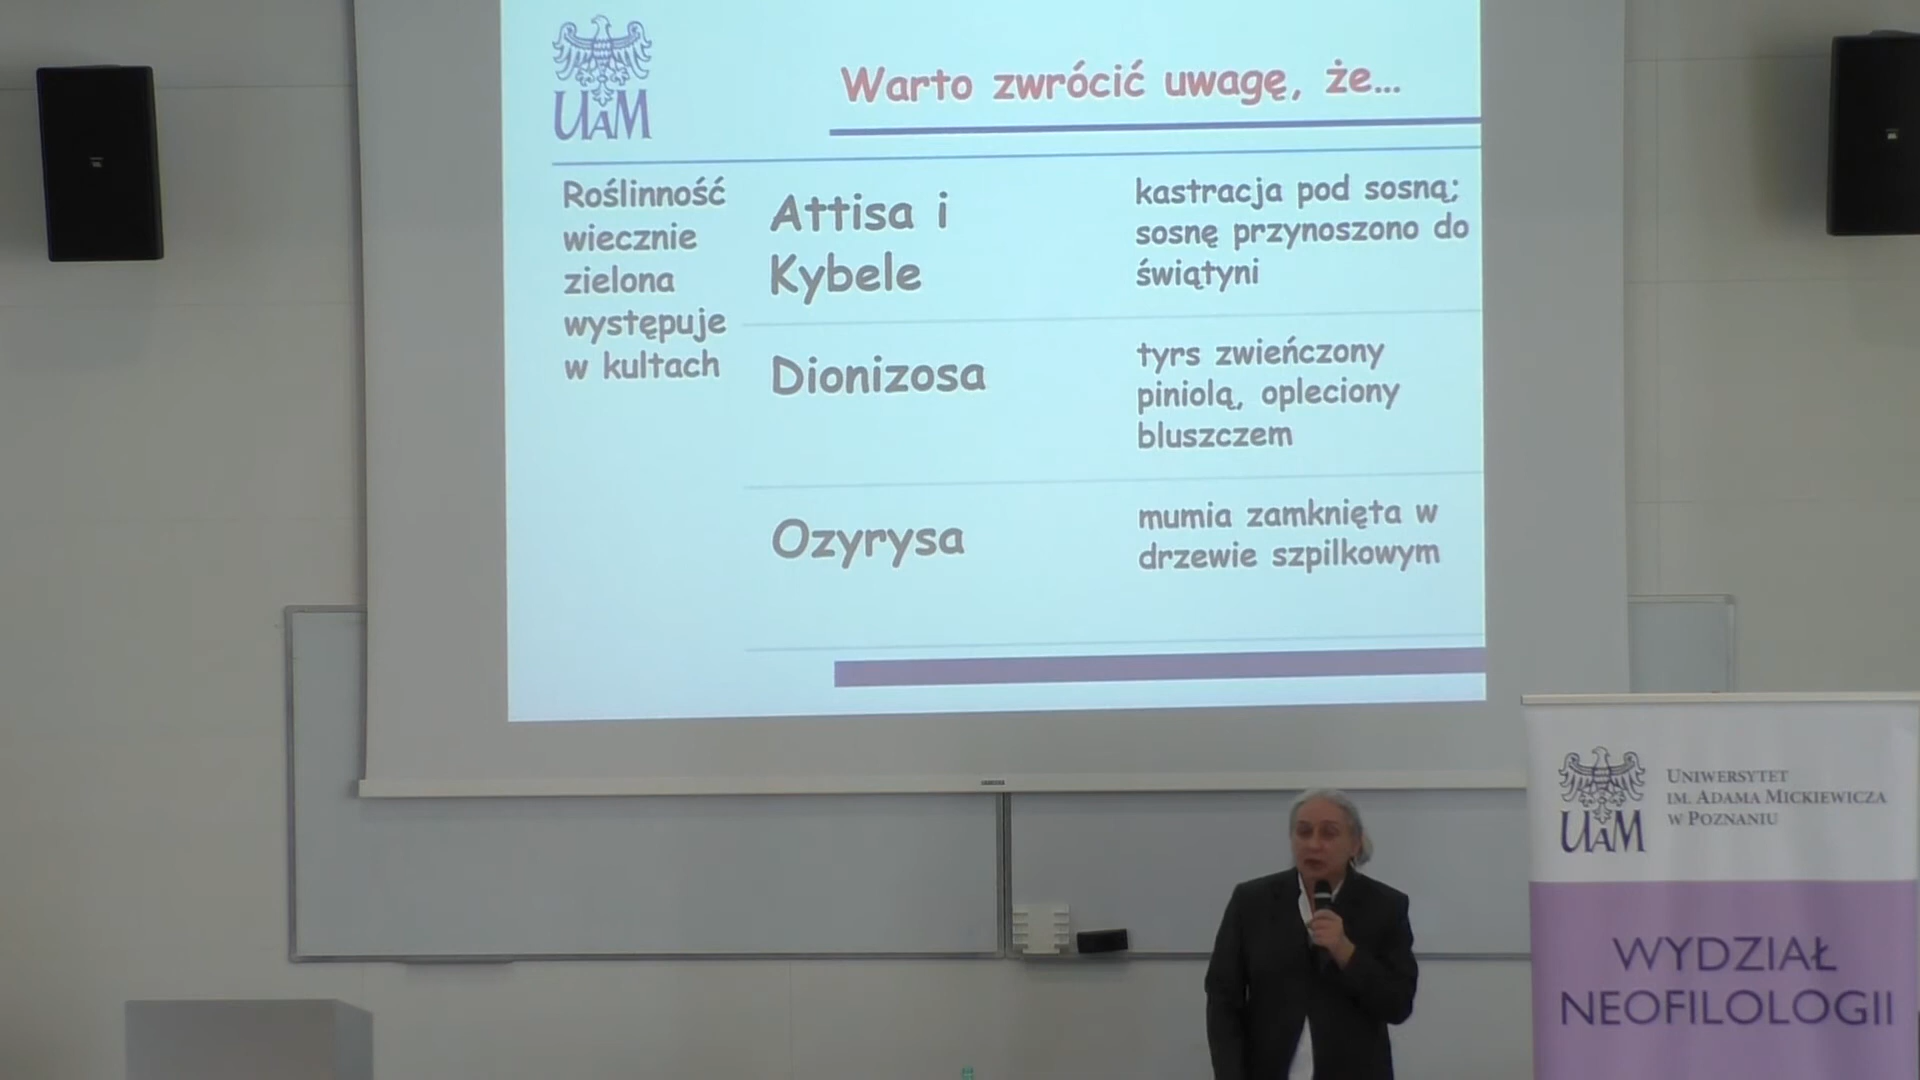 UAM
Warto zwrócić uwagę, że...
Roślinność
wiecznie
zielona
występuje
w kultach
Attisa i
Kybele
kastracja pod sosną;
sosnę przynoszono do
świątyni
Dionizosa
tyrs zwieńczony
piniolą, opleciony
bluszczem
Ozyrysa
mumia zamknięta w
drzewie szpilkowym
UAM
UNIWERSYTET
IM. ADAMA MICKIEWICZA
W POZNANIU
WYDZIAŁ
NEOFILOLOGII